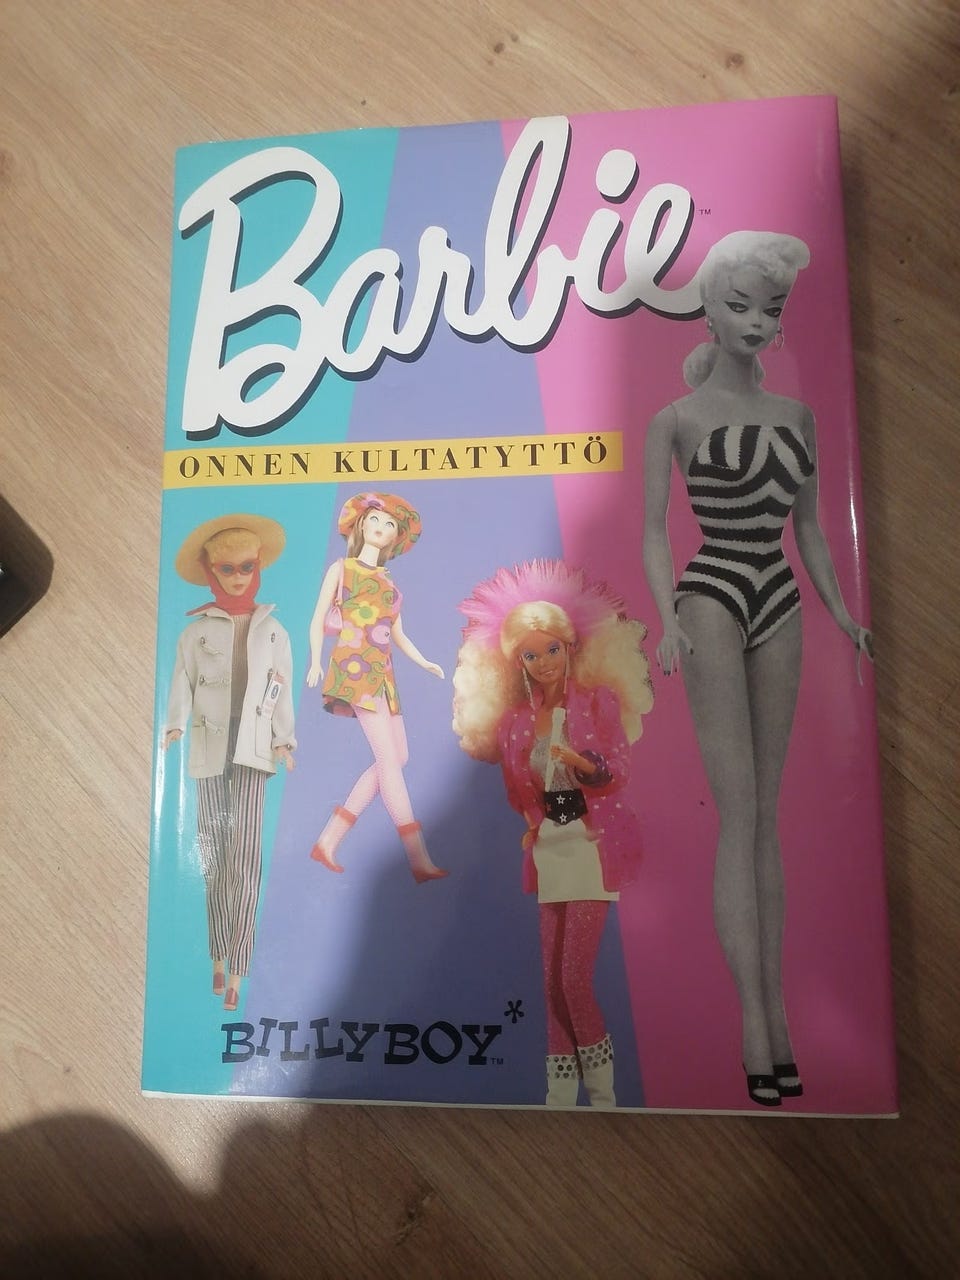 Barbie™
ONNEN KULTATYTTÖ
BILLYBOY*™